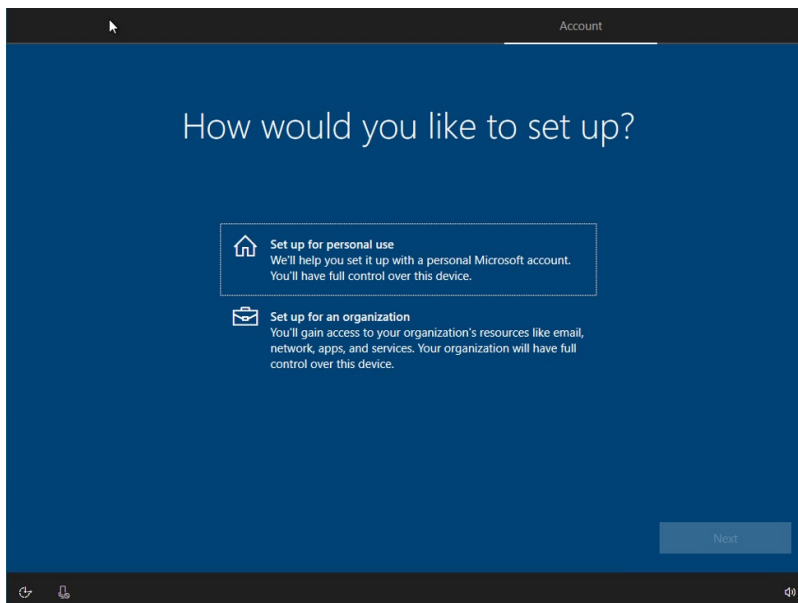 Account
How would you like to set up?
Set up for personal use
We'll help you set it up with a personal Microsoft account.
You'll have full control over this device.
Set up for an organization
You'll gain access to your organization's resources like email,
network, apps, and services. Your organization will have full
control over this device.
Next